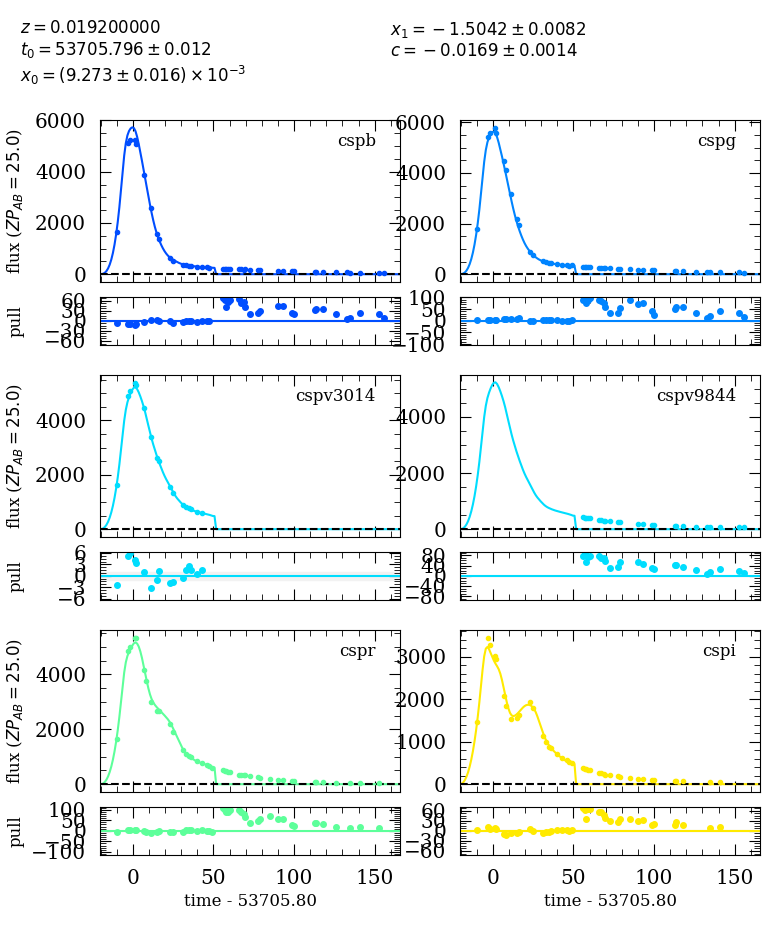 z = 0.019200000
t0 = 53705.796 ± 0.012
x0 = (9.273 ± 0.016) × 10⁻³
x1 = −1.5042 ± 0.0082
c = −0.0169 ± 0.0014
flux (ZP_AB = 25.0)
6000
4000
2000
0
cspb
6000
4000
2000
0
cspg
pull
60
30
0
−30
−60
100
50
0
−50
−100
flux (ZP_AB = 25.0)
4000
2000
0
cspv3014
4000
2000
0
cspv9844
pull
6
3
0
−3
−6
80
40
0
−40
−80
flux (ZP_AB = 25.0)
4000
2000
0
cspr
3000
2000
1000
0
cspi
pull
100
50
0
−50
−100
60
30
0
−30
−60
0 50 100 150
0 50 100 150
time - 53705.80
time - 53705.80